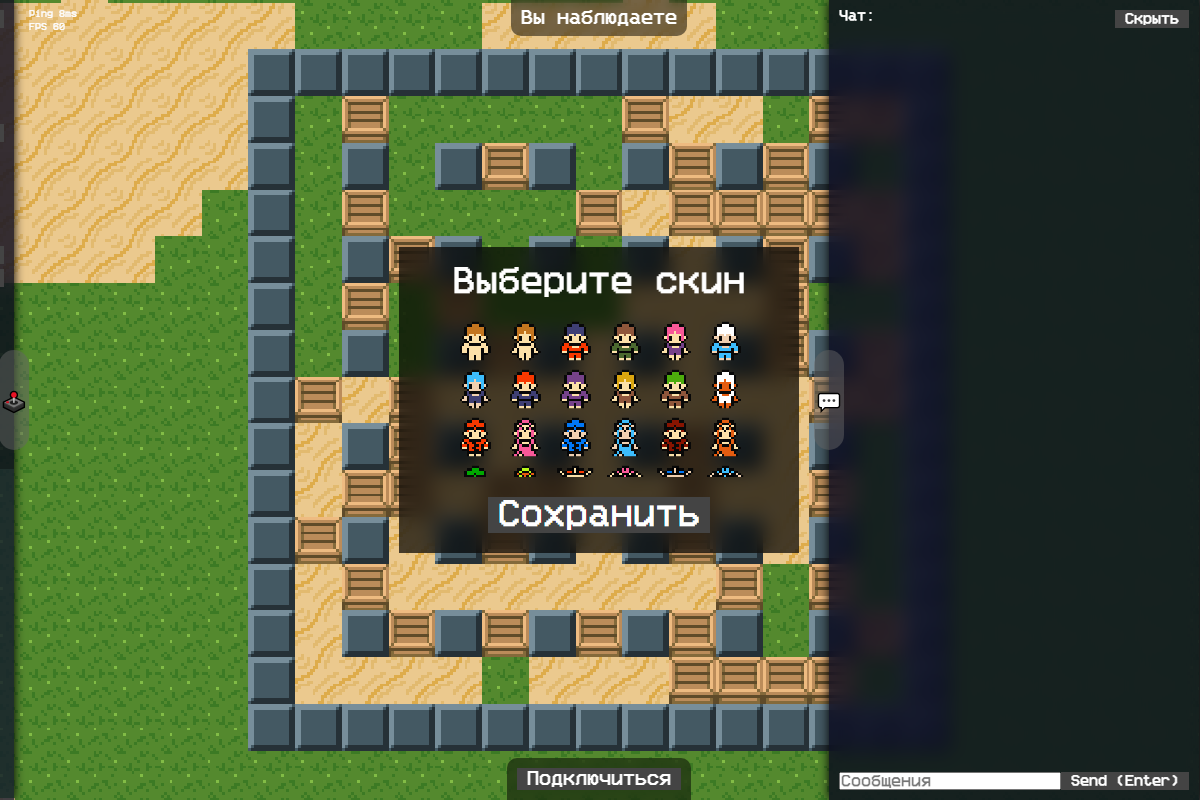 Ping 8ms
FPS 60
Вы наблюдаете
Чат:
Скрыть
Выберите скин
Сохранить
Подключиться
Сообщения
Send (Enter)